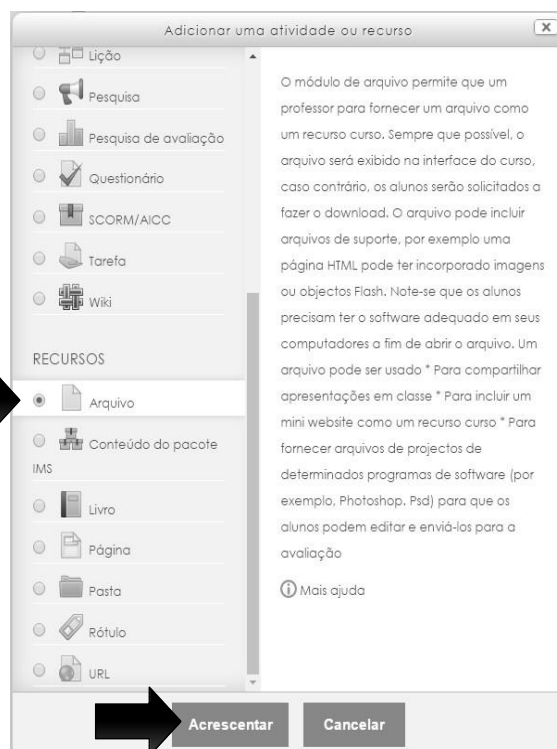 Adicionar uma atividade ou recurso
Lição
Pesquisa
Pesquisa de avaliação
Questionário
SCORM/AICC
Tarefa
Wiki
RECURSOS
Arquivo
Conteúdo do pacote
IMS
Livro
Página
Pasta
Rótulo
URL
O módulo de arquivo permite que um
professor para fornecer um arquivo como
um recurso curso. Sempre que possível, o
arquivo será exibido na interface do curso,
caso contrário, os alunos serão solicitados a
fazer o download. O arquivo pode incluir
arquivos de suporte, por exemplo uma
página HTML pode ter incorporado imagens
ou objectos Flash. Note-se que os alunos
precisam ter o software adequado em seus
computadores a fim de abrir o arquivo. Um
arquivo pode ser usado * Para compartilhar
apresentações em classe * Para incluir um
mini website como um recurso curso * Para
fornecer arquivos de projectos de
determinados programas de software (por
exemplo, Photoshop. Psd) para que os
alunos podem editar e enviá-los para a
avaliação
Mais ajuda
Acrescentar
Cancelar